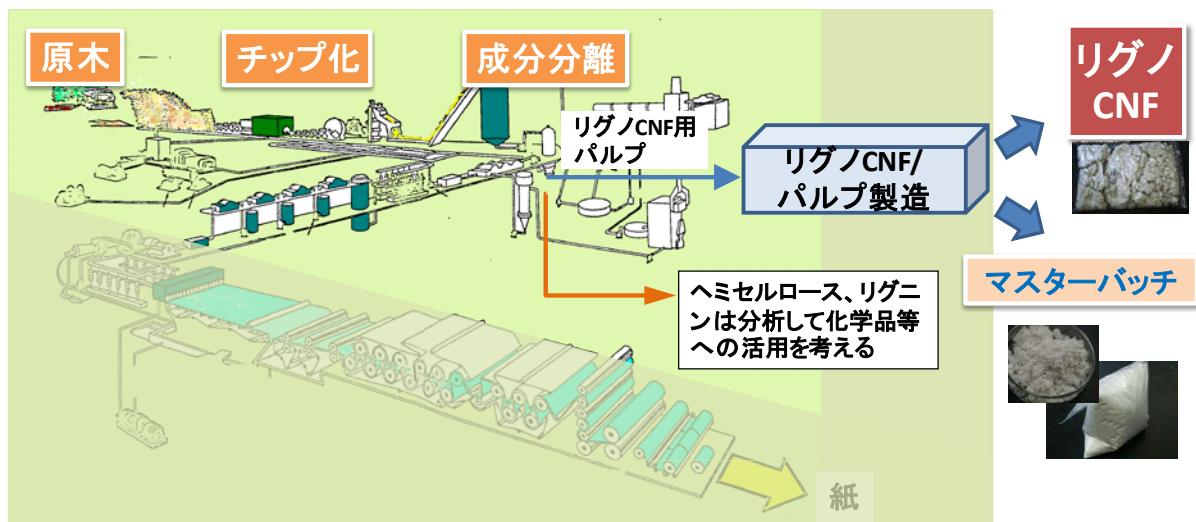 原木
チップ化
成分分離
リグノ
CNF
リグノCNF用
パルプ
リグノCNF/
パルプ製造
マスターバッチ
ヘミセルロース、リグニ
ンは分析して化学品等
への活用を考える
紙